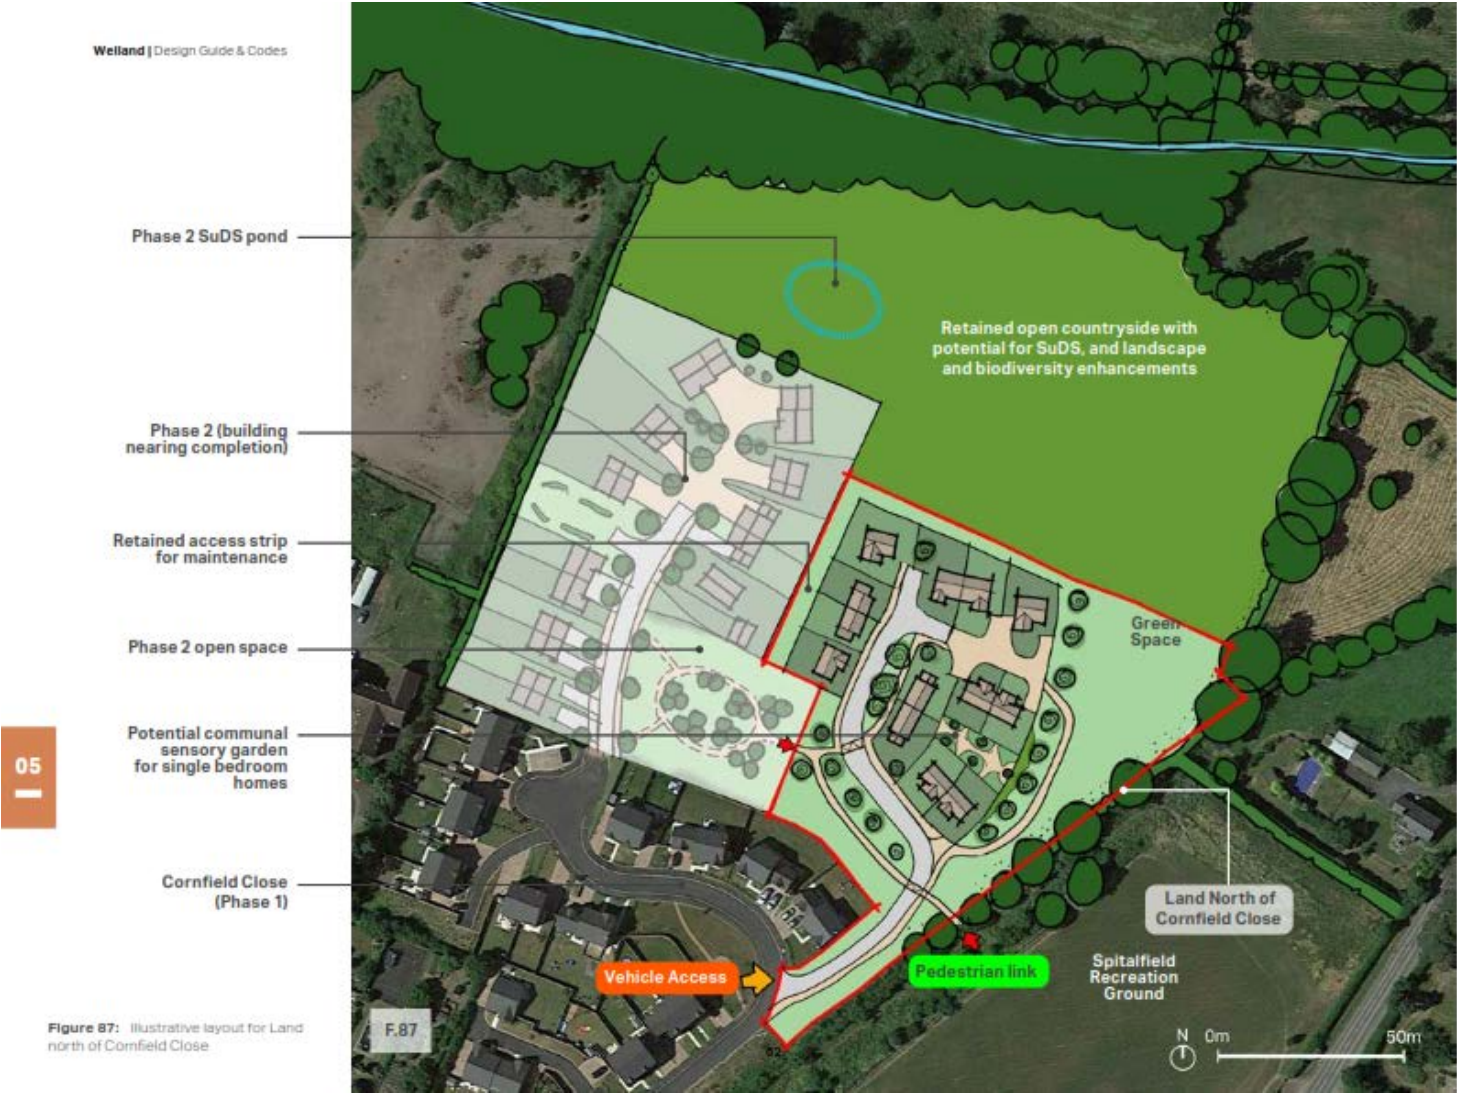 Welland | Design Guide & Codes
Phase 2 SuDS pond
Retained open countryside with
potential for SuDS, and landscape
and biodiversity enhancements
Phase 2 (building
nearing completion)
Retained access strip
for maintenance
Green
Space
Phase 2 open space
Potential communal
sensory garden
for single bedroom
homes
05
Cornfield Close
(Phase 1)
Land North of
Cornfield Close
Vehicle Access
Pedestrian link
Spitalfield
Recreation
Ground
Figure 87: Illustrative layout for Land
north of Cornfield Close
F.87
N 0m 50m